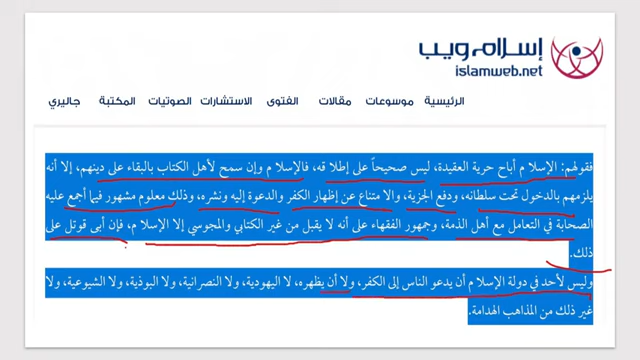 إسلام ويب
islamweb.net
الرئيسية موسوعات مقالات الفتوى الاستشارات الصوتيات المكتبة جاليري
فقولهم: الإسلام أباح حرية العقيدة، ليس صحيحاً على إطلاقه، فالإسلام وإن سمح لأهل الكتاب بالبقاء على دينهم، إلا أنه
يلزمهم بالدخول تحت سلطانه، ودفع الجزية، والامتناع عن إظهار الكفر والدعوة إليه ونشره، وذلك معلوم مشهور فيما أجمع عليه
الصحابة في التعامل مع أهل الذمة، وجمهور الفقهاء على أنه لا يقبل من غير الكتابي والمجوسي إلا الإسلام، فإن أبى قوتل على
ذلك.
وليس لأحد في دولة الإسلام أن يدعو الناس إلى الكفر، ولا أن يظهره، لا اليهودية، ولا النصرانية، ولا البوذية، ولا الشيوعية، ولا
غير ذلك من المذاهب الهدامة.